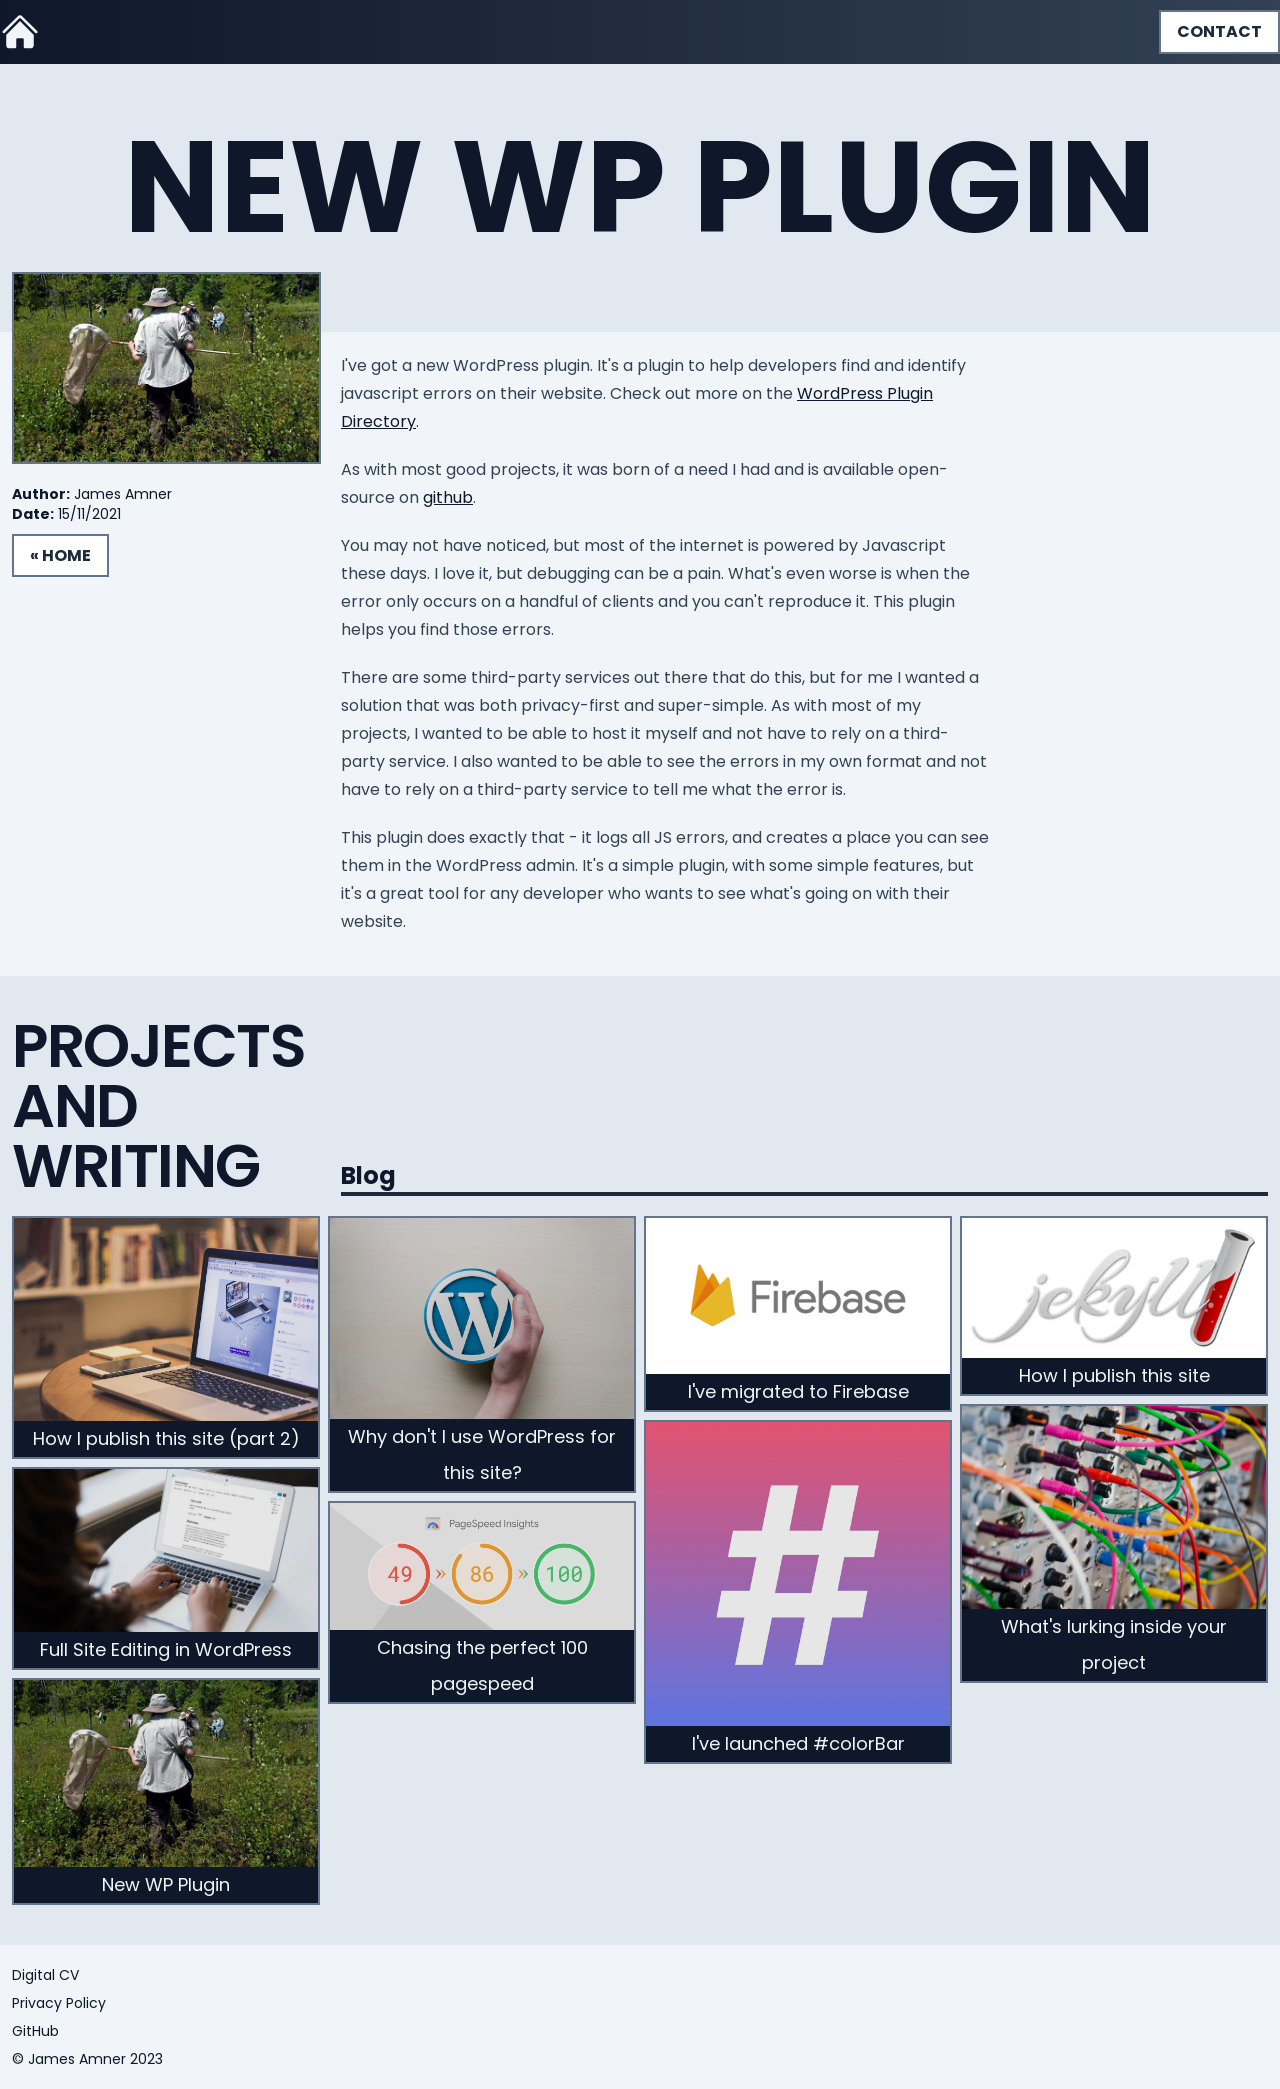 CONTACT
NEW WP PLUGIN
Author: James Amner
Date: 15/11/2021
« HOME
I've got a new WordPress plugin. It's a plugin to help developers find and identify
javascript errors on their website. Check out more on the WordPress Plugin
Directory.
As with most good projects, it was born of a need I had and is available open-
source on github.
You may not have noticed, but most of the internet is powered by Javascript
these days. I love it, but debugging can be a pain. What's even worse is when the
error only occurs on a handful of clients and you can't reproduce it. This plugin
helps you find those errors.
There are some third-party services out there that do this, but for me I wanted a
solution that was both privacy-first and super-simple. As with most of my
projects, I wanted to be able to host it myself and not have to rely on a third-
party service. I also wanted to be able to see the errors in my own format and not
have to rely on a third-party service to tell me what the error is.
This plugin does exactly that - it logs all JS errors, and creates a place you can see
them in the WordPress admin. It's a simple plugin, with some simple features, but
it's a great tool for any developer who wants to see what's going on with their
website.
PROJECTS
AND
WRITING
Blog
14
How I publish this site (part 2)
Full Site Editing in WordPress
New WP Plugin
W
Why don't I use WordPress for
this site?
PageSpeed Insights
49 » 86 » 100
Chasing the perfect 100
pagespeed
Firebase
I've migrated to Firebase
#
I've launched #colorBar
jekyll
How I publish this site
What's lurking inside your
project
Digital CV
Privacy Policy
GitHub
© James Amner 2023